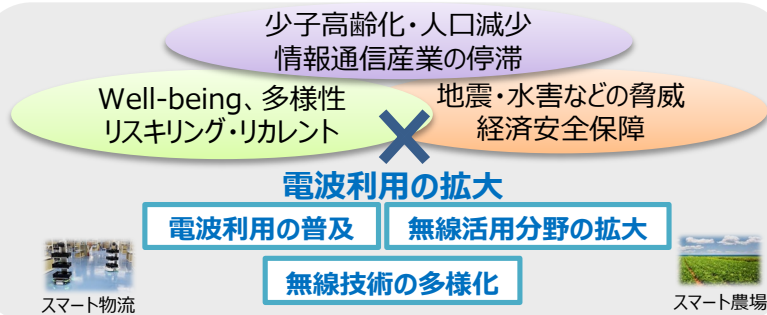 少子高齢化・人口減少
情報通信産業の停滞
Well-being、多様性
リスキリング・リカレント
地震・水害などの脅威
経済安全保障
電波利用の拡大
電波利用の普及
無線活用分野の拡大
無線技術の多様化
スマート物流
スマート農場